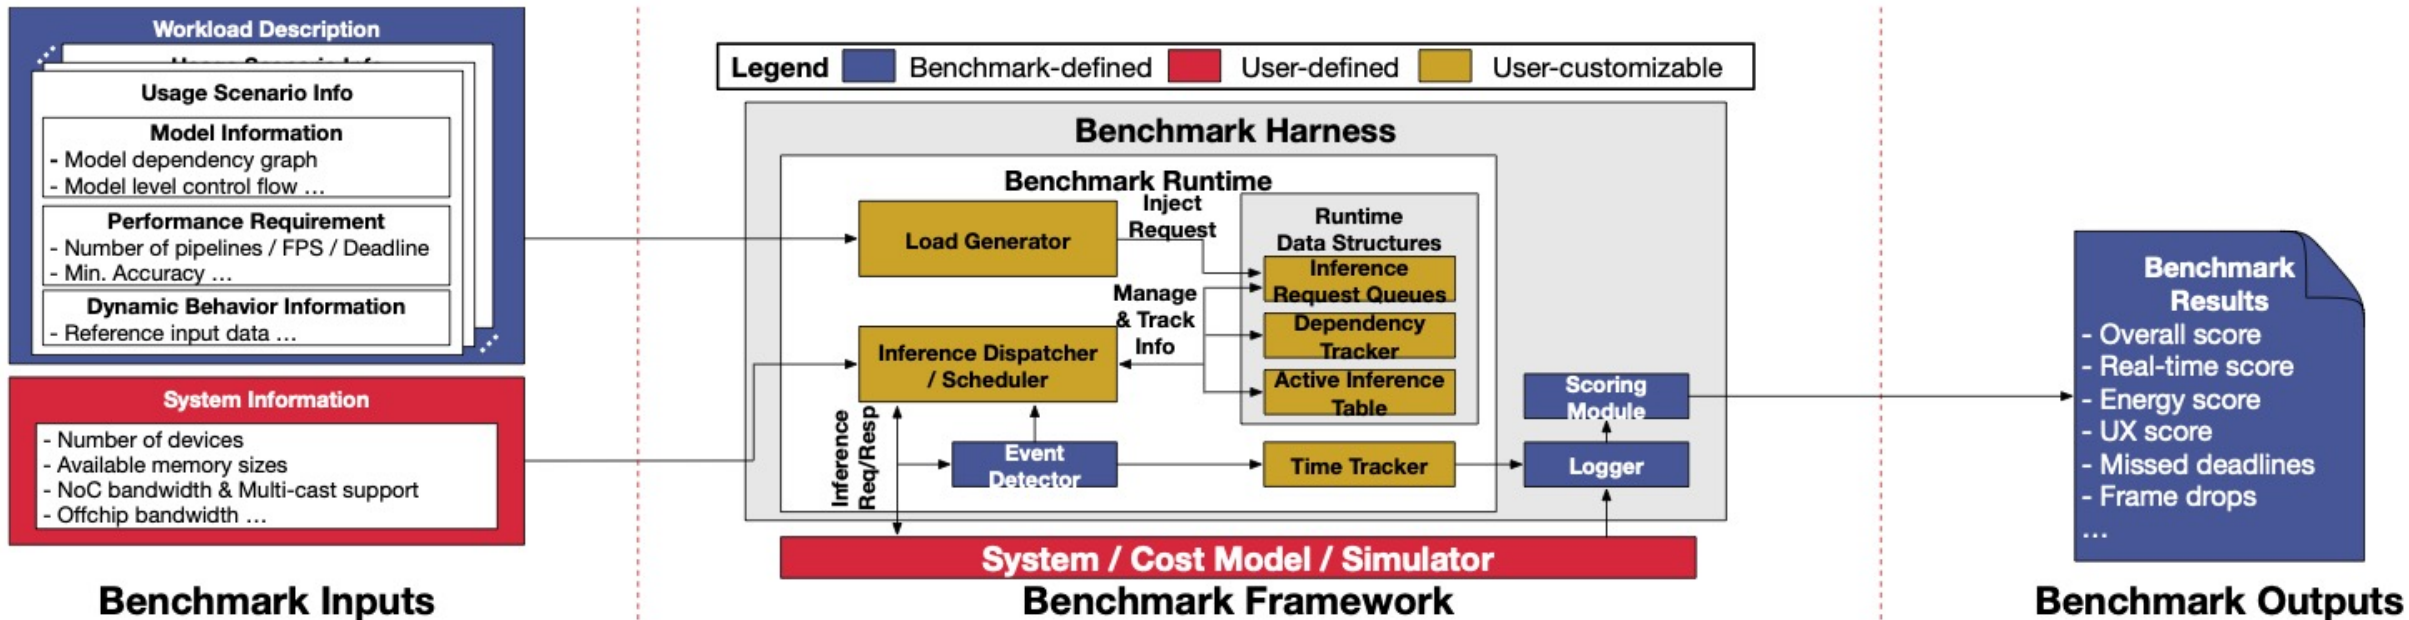 Workload Description
Usage Scenario Info
Usage Scenario Info
Model Information
- Model dependency graph
- Model level control flow ...
Performance Requirement
- Number of pipelines / FPS / Deadline
- Min. Accuracy ...
Dynamic Behavior Information
- Reference input data ...
System Information
- Number of devices
- Available memory sizes
- NoC bandwidth & Multi-cast support
- Offchip bandwidth ...
Benchmark Inputs
Legend Benchmark-defined User-defined User-customizable
Benchmark Harness
Benchmark Runtime
Load Generator
Inject
Request
Runtime
Data Structures
Inference
Request Queues
Dependency
Tracker
Active Inference
Table
Manage
& Track
Info
Inference Dispatcher
/ Scheduler
Inference
Req/Resp
Event
Detector
Time Tracker
Logger
Scoring
Module
System / Cost Model / Simulator
Benchmark Framework
Benchmark
Results
- Overall score
- Real-time score
- Energy score
- UX score
- Missed deadlines
- Frame drops
...
Benchmark Outputs